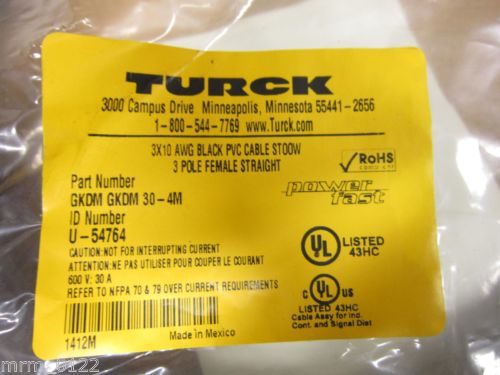 TURCK
3000 Campus Drive Minneapolis, Minnesota 55441-2656
1-800-544-7769 www.Turck.com
3X10 AWG BLACK PVC CABLE STOOW
3 POLE FEMALE STRAIGHT
RoHS
compliant
Part Number
GKDM GKDM 30-4M
power
fast
ID Number
U-54764
CAUTION: NOT FOR INTERRUPTING CURRENT
ATTENTION: NE PAS UTILISER POUR COUPER LE COURANT
600 V: 30 A
REFER TO NFPA 70 & 79 OVER CURRENT REQUIREMENTS
UL LISTED
43HC
C UL US
LISTED 43HC
Cable Assy for Ind.
Cont. and Signal Dist
1412M
Made in Mexico